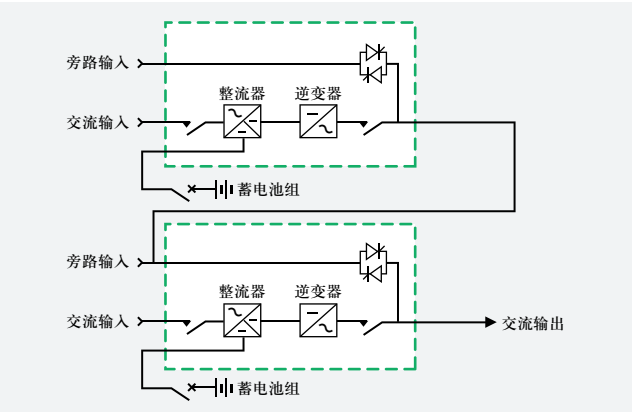 旁路输入
整流器 逆变器
交流输入
蓄电池组
旁路输入
整流器 逆变器
交流输入
交流输出
蓄电池组